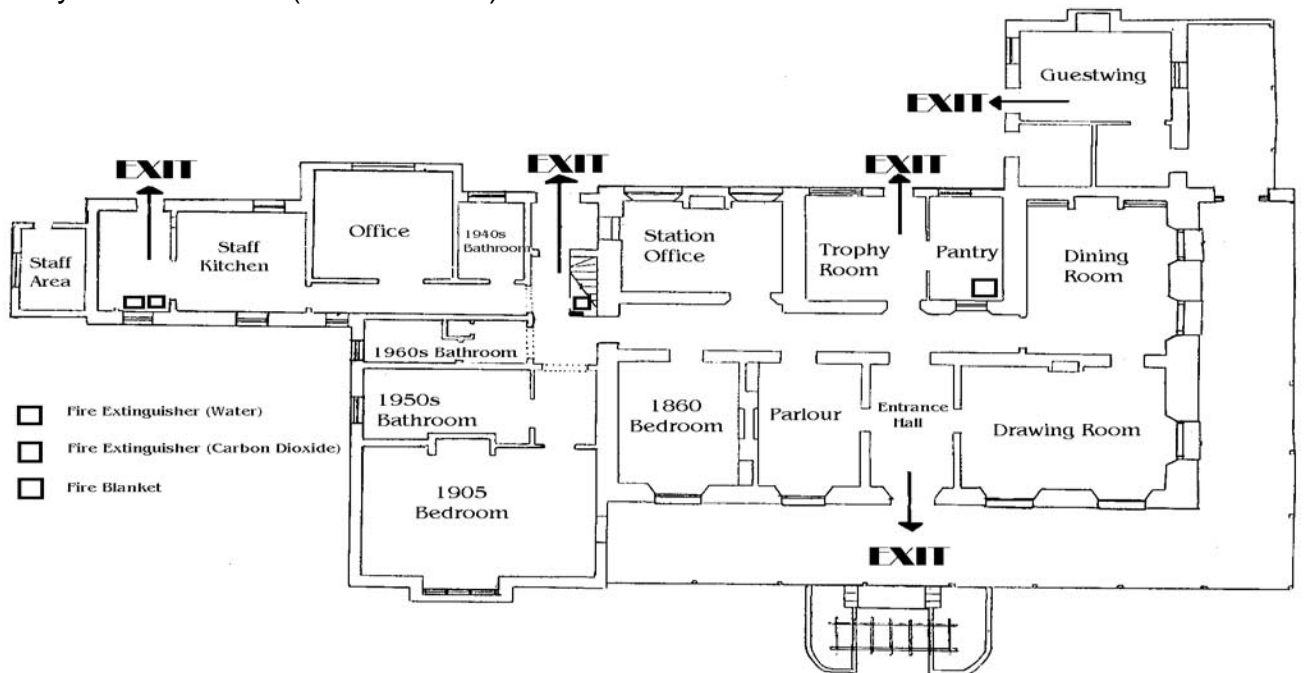 Guestwing
EXIT
EXIT
EXIT
EXIT
Office
1940s
Bathroom
Station
Office
Trophy
Room
Pantry
Dining
Room
Staff
Kitchen
Staff
Area
1960s Bathroom
1950s
Bathroom
1860
Bedroom
Parlour
Entrance
Hall
Drawing Room
Fire Extinguisher (Water)
Fire Extinguisher (Carbon Dioxide)
Fire Blanket
1905
Bedroom
EXIT